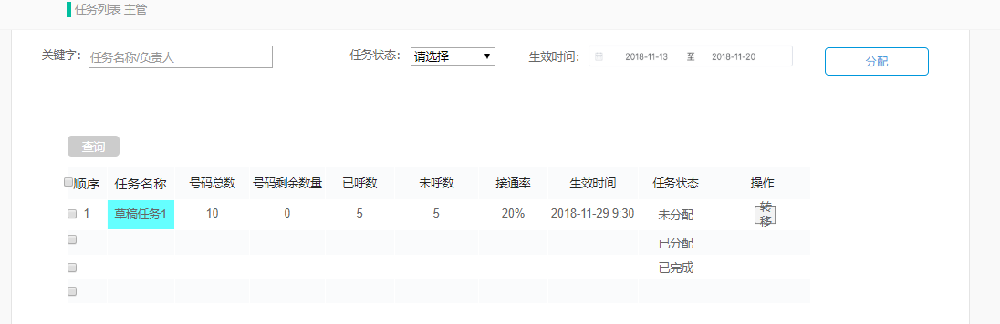 任务列表 主管
关键字: 任务名称/负责人 任务状态: 请选择 生效时间: 2018-11-13 至 2018-11-20 分配
查询
顺序 任务名称 号码总数 号码剩余数量 已呼数 未呼数 接通率 生效时间 任务状态 操作
1 草稿任务1 10 0 5 5 20% 2018-11-29 9:30 未分配 转移
已分配
已完成